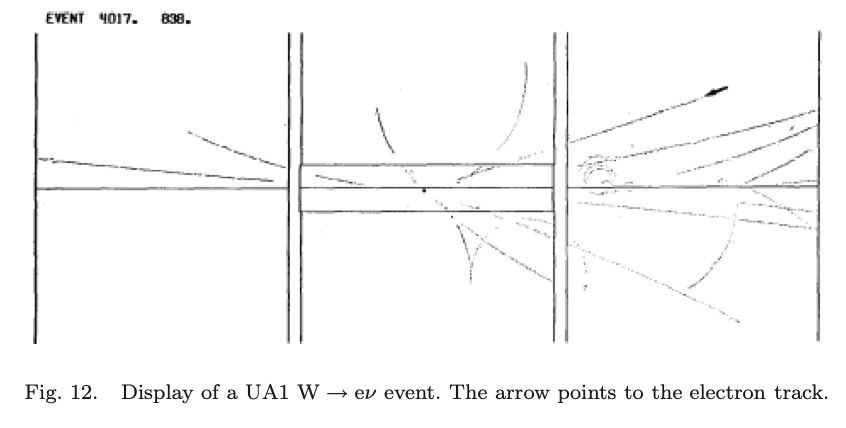 EVENT 4017. 838.
Fig. 12. Display of a UA1 W → eν event. The arrow points to the electron track.